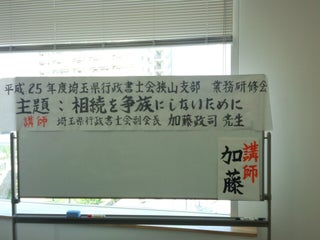 平成25年度埼玉県行政書士会狭山支部 業務研修会
主題:相続を争族にしないために
講師 埼玉県行政書士会副会長 加藤政司 先生
講師
加藤